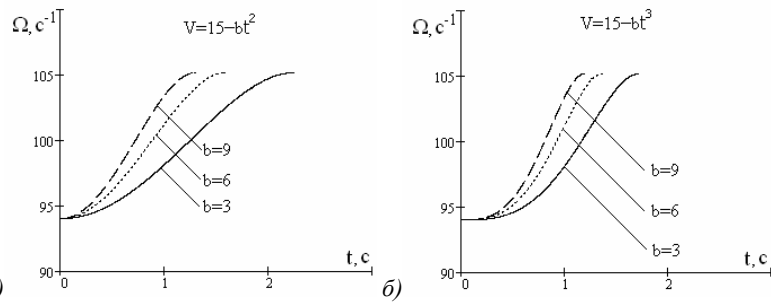 Ω, c⁻¹
V=15−bt²
105
100
95
90
b=9
b=6
b=3
0
1
2
t, c
)
Ω, c⁻¹
V=15−bt³
105
100
95
90
b=9
b=6
b=3
0
1
2
t, c
б)